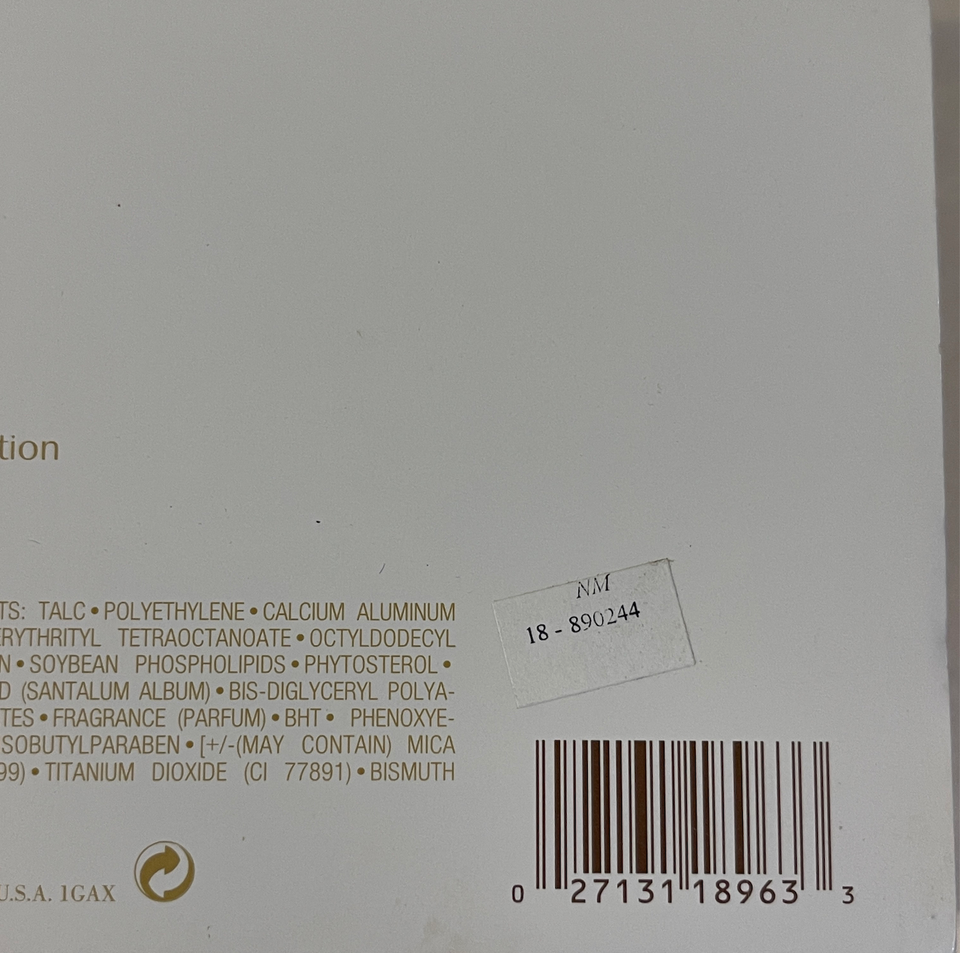 tion
TS: TALC • POLYETHYLENE • CALCIUM ALUMINUM
ERYTHRITYL TETRAOCTANOATE • OCTYLDODECYL
N • SOYBEAN PHOSPHOLIPIDS • PHYTOSTEROL •
D (SANTALUM ALBUM) • BIS-DIGLYCERYL POLYA-
TES • FRAGRANCE (PARFUM) • BHT • PHENOXYE-
SOBUTYLPARABEN • [+/-(MAY CONTAIN) MICA
99) • TITANIUM DIOXIDE (CI 77891) • BISMUTH
U.S.A. 1GAX
NM
18 - 890244
0 27131 18963 3